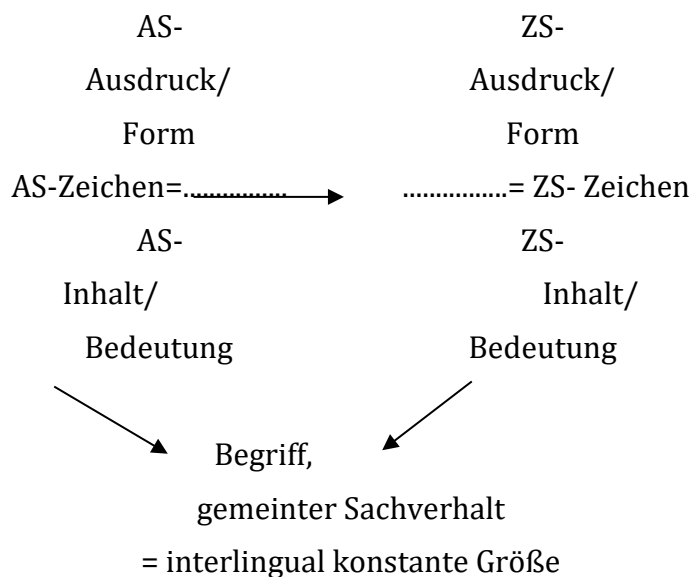 AS- ZS-
Ausdruck/ Ausdruck/
Form Form
AS-Zeichen=................ ................= ZS- Zeichen
AS- ZS-
Inhalt/ Inhalt/
Bedeutung Bedeutung
Begriff,
gemeinter Sachverhalt
= interlingual konstante Größe